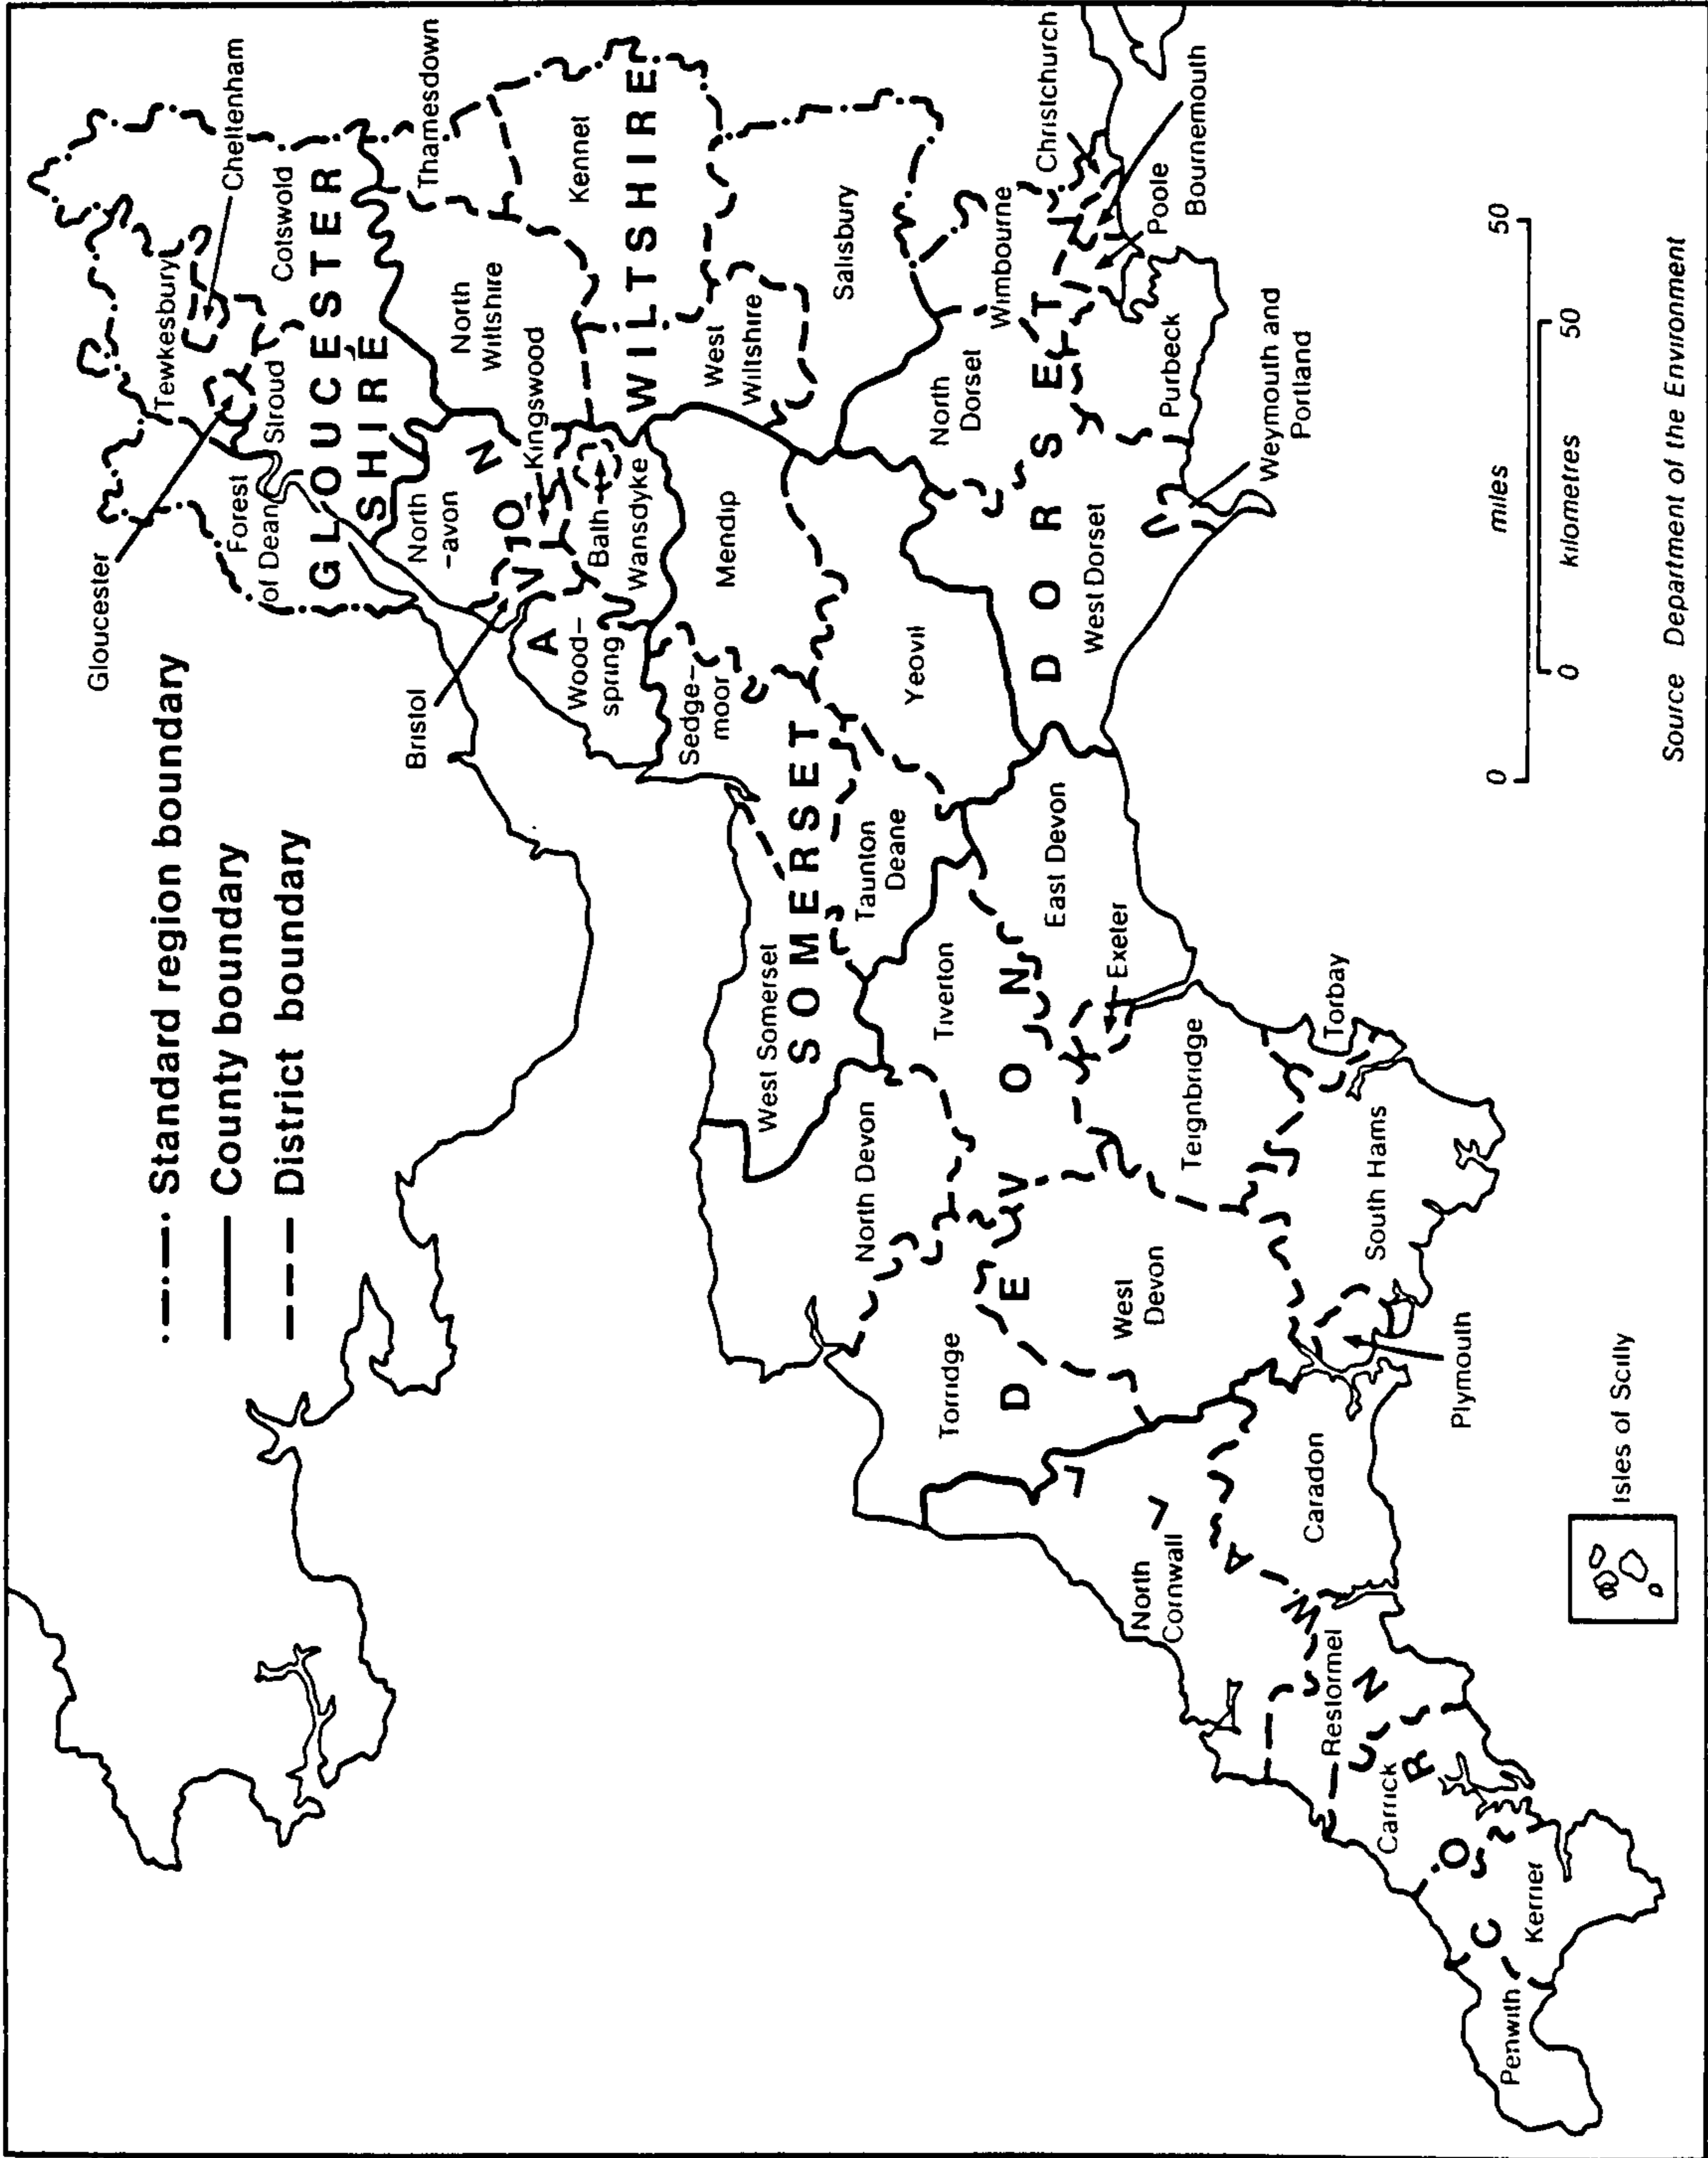 Standard region boundary
County boundary
District boundary
Gloucester
Cheltenham
Tewkesbury
Cotswold
Forest
of Dean
Stroud
GLOUCESTER
SHIRE
Thamesdown
Bristol
North
-avon
North
Wiltshire
Kingswood
AVON
Kennel
Bath
Wood-
spring
Wansdyke
WILTSHIRE
Sedge-
moor
Mendip
West
Wiltshire
West Somerset
SOMERSET
Salisbury
Taunton
Deane
Yeovil
North
Dorset
Wimbourne
Christchurch
North Devon
Tiverton
Torridge
DEVON
East Devon
DORSET
West Dorset
Poole
Bournemouth
Exeter
Purbeck
West
Devon
Teignbridge
Weymouth and
Portland
North
Cornwall
CORNWALL
Caradon
South Hams
Torbay
Restormel
Plymouth
Carrick
Kerrier
Penwith
Isles of Scilly
0 miles 50
0 kilometres 50
Source Department of the Environment